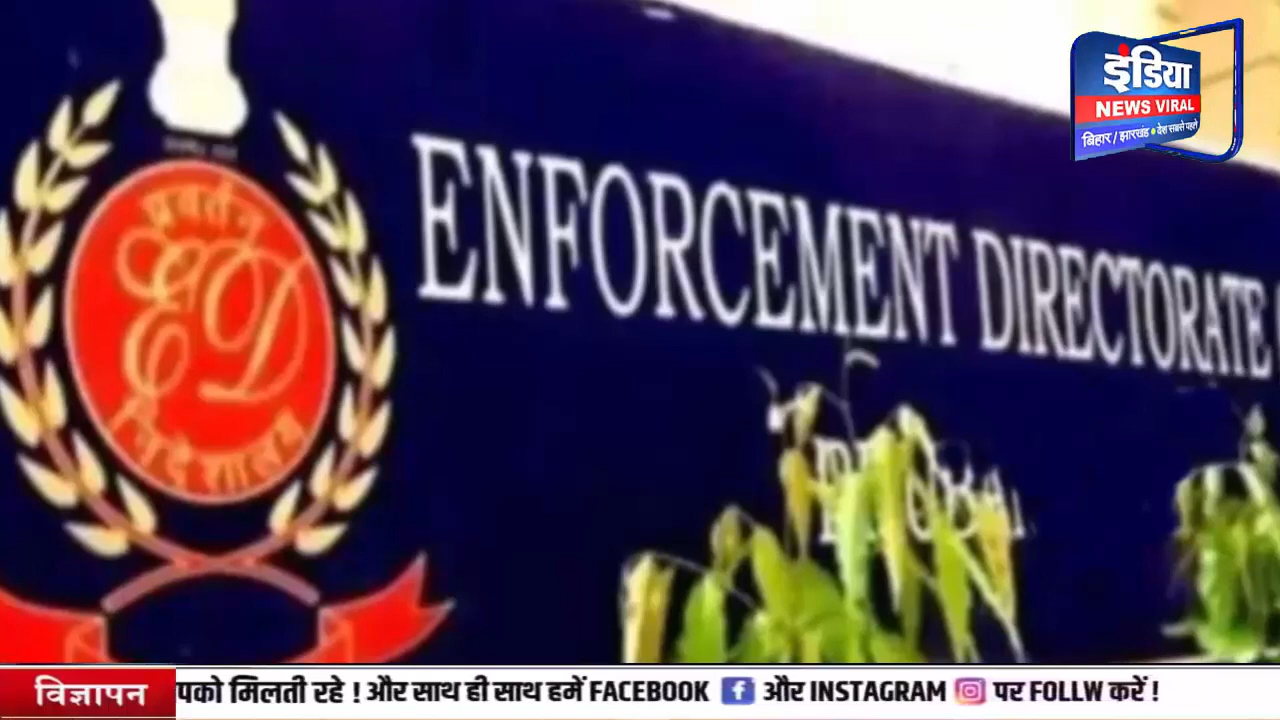 इंडिया
NEWS VIRAL
बिहार / झारखंड • देश सबसे पहले
प्रवर्तन
ED
निदेशालय
ENFORCEMENT DIRECTORATE
विज्ञापन
पको मिलती रहे ! और साथ ही साथ हमें FACEBOOK और INSTAGRAM पर FOLLW करें !